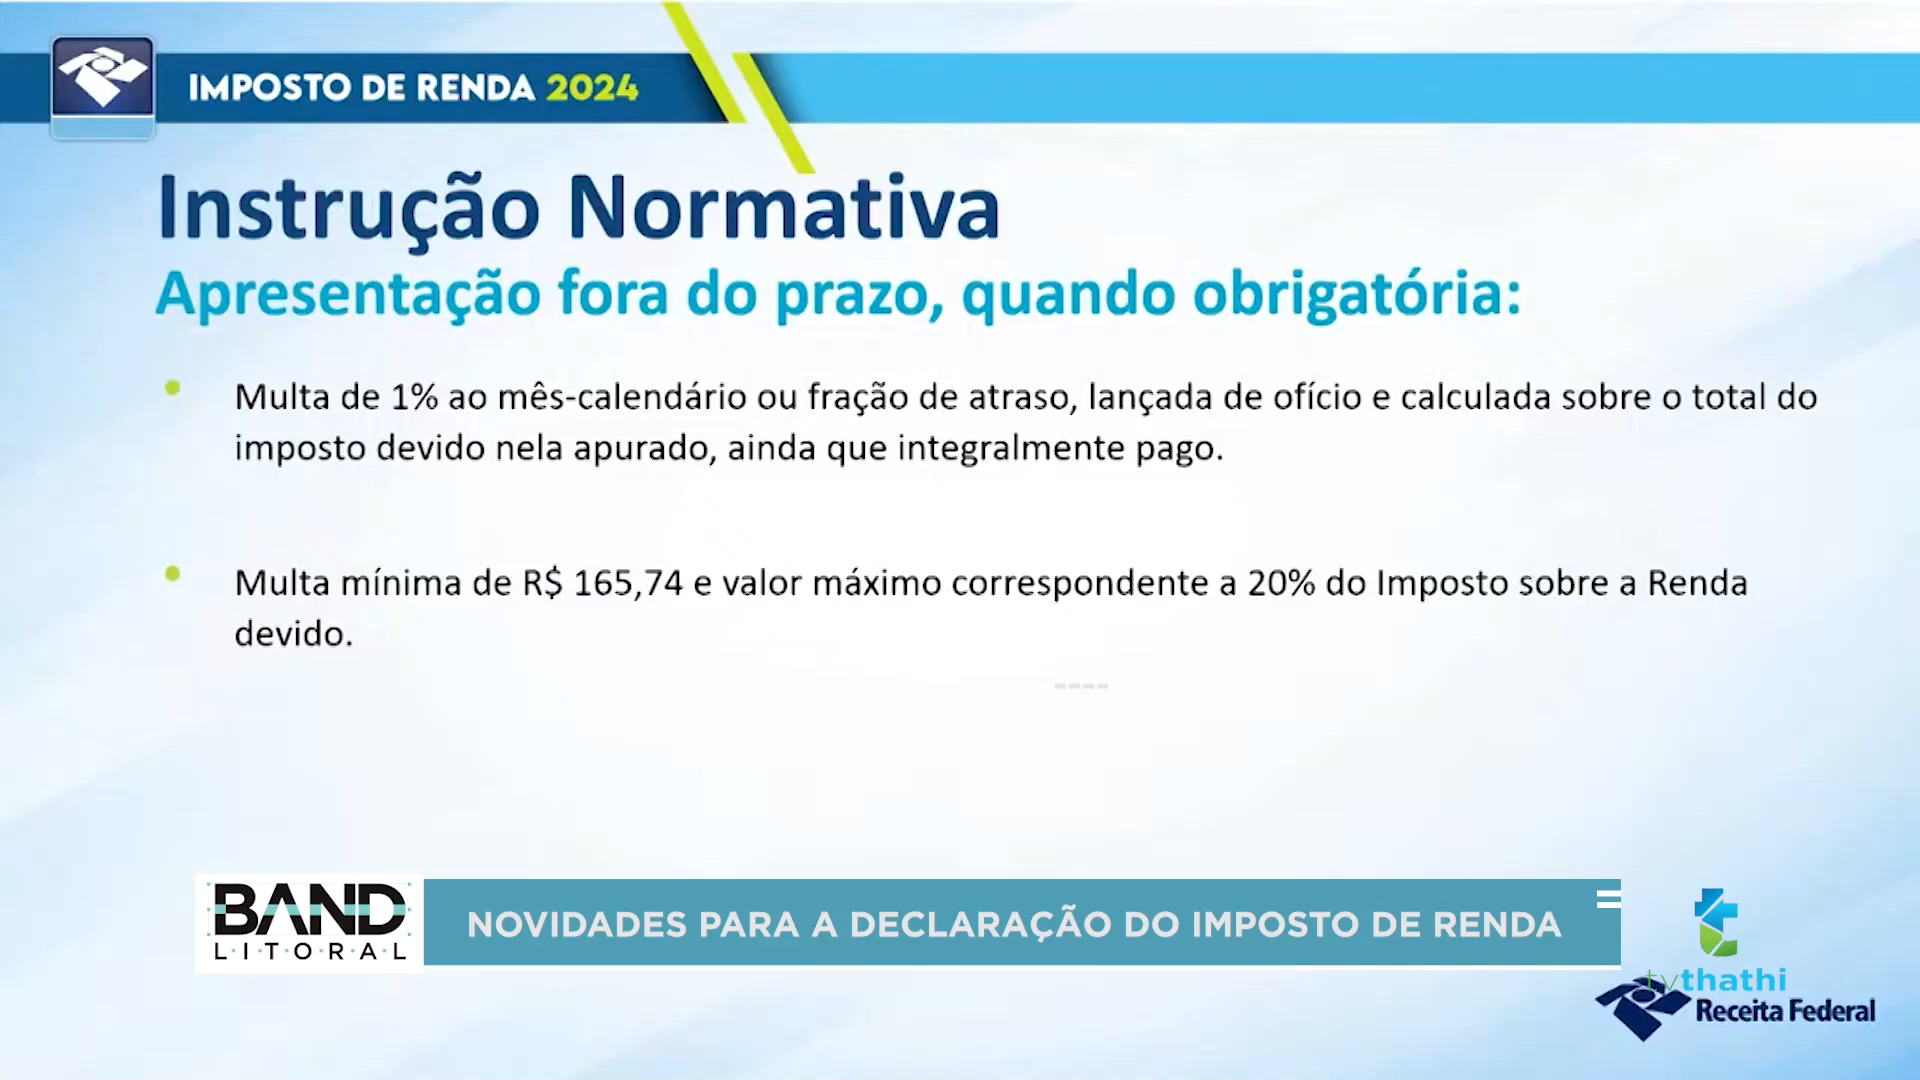 IMPOSTO DE RENDA 2024
Instrução Normativa
Apresentação fora do prazo, quando obrigatória:
• Multa de 1% ao mês-calendário ou fração de atraso, lançada de ofício e calculada sobre o total do
imposto devido nela apurado, ainda que integralmente pago.
• Multa mínima de R$ 165,74 e valor máximo correspondente a 20% do Imposto sobre a Renda
devido.
----
BAND
L·I·T·O·R·A·L
NOVIDADES PARA A DECLARAÇÃO DO IMPOSTO DE RENDA
tvthathi
Receita Federal